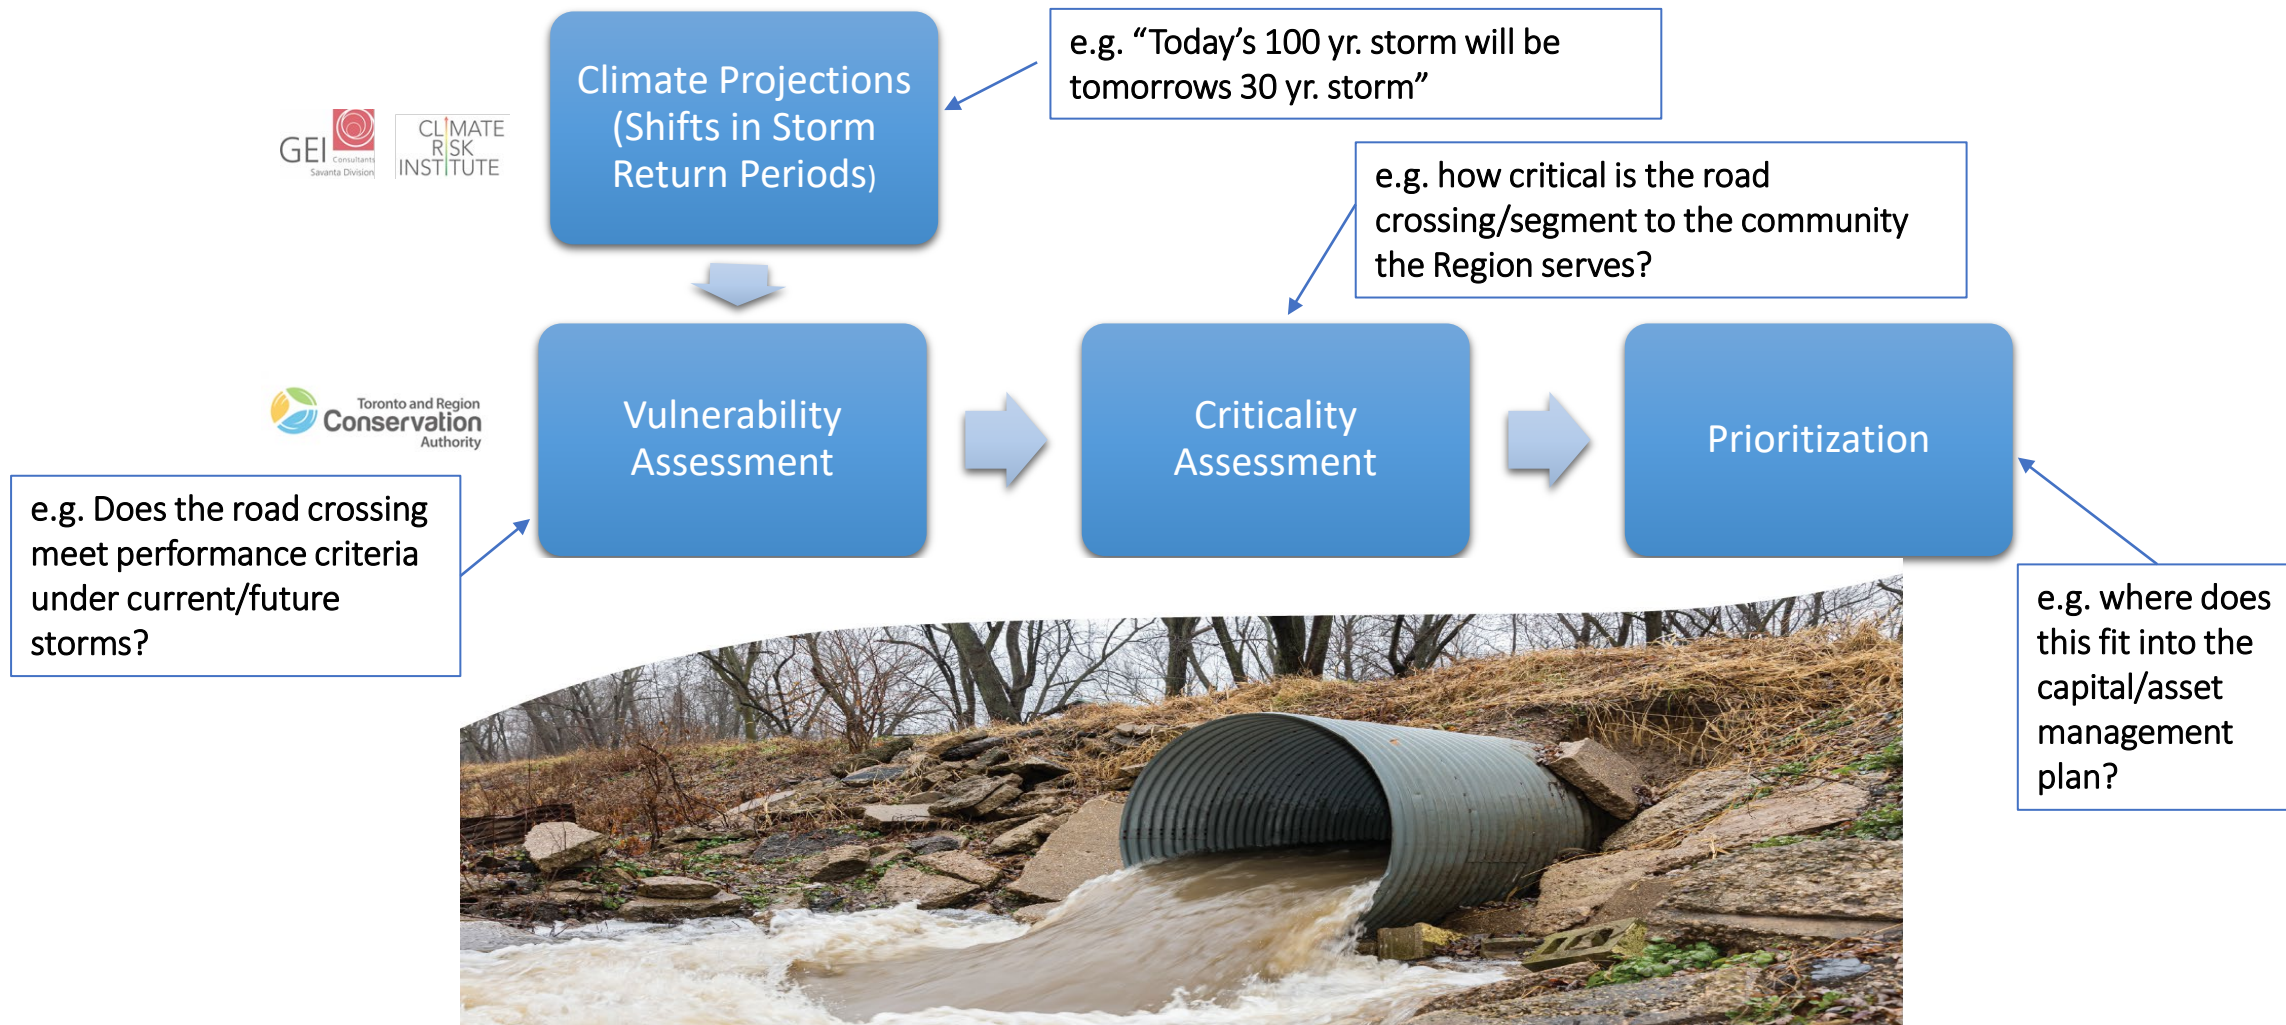 e.g. “Today’s 100 yr. storm will be
tomorrows 30 yr. storm”
Climate Projections
(Shifts in Storm
Return Periods)
GEI
Consultants
Savanta Division
CLIMATE
RISK
INSTITUTE
e.g. how critical is the road
crossing/segment to the community
the Region serves?
Toronto and Region
Conservation
Authority
Vulnerability
Assessment
Criticality
Assessment
Prioritization
e.g. Does the road crossing
meet performance criteria
under current/future
storms?
e.g. where does
this fit into the
capital/asset
management
plan?